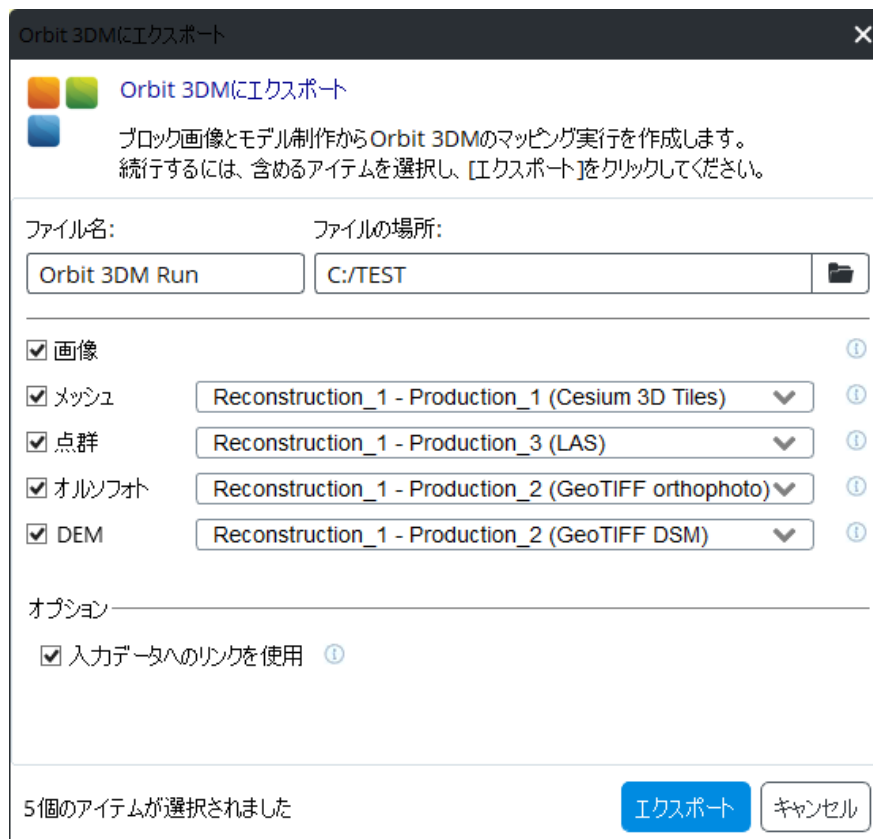 Orbit 3DMにエクスポート
Orbit 3DMにエクスポート
ブロック画像とモデル制作からOrbit 3DMのマッピング実行を作成します。
続行するには、含めるアイテムを選択し、[エクスポート]をクリックしてください。
ファイル名:
ファイルの場所:
Orbit 3DM Run
C:/TEST
画像
メッシュ
Reconstruction_1 - Production_1 (Cesium 3D Tiles)
点群
Reconstruction_1 - Production_3 (LAS)
オルソフォト
Reconstruction_1 - Production_2 (GeoTIFF orthophoto)
DEM
Reconstruction_1 - Production_2 (GeoTIFF DSM)
オプション
入力データへのリンクを使用
5個のアイテムが選択されました
エクスポート
キャンセル